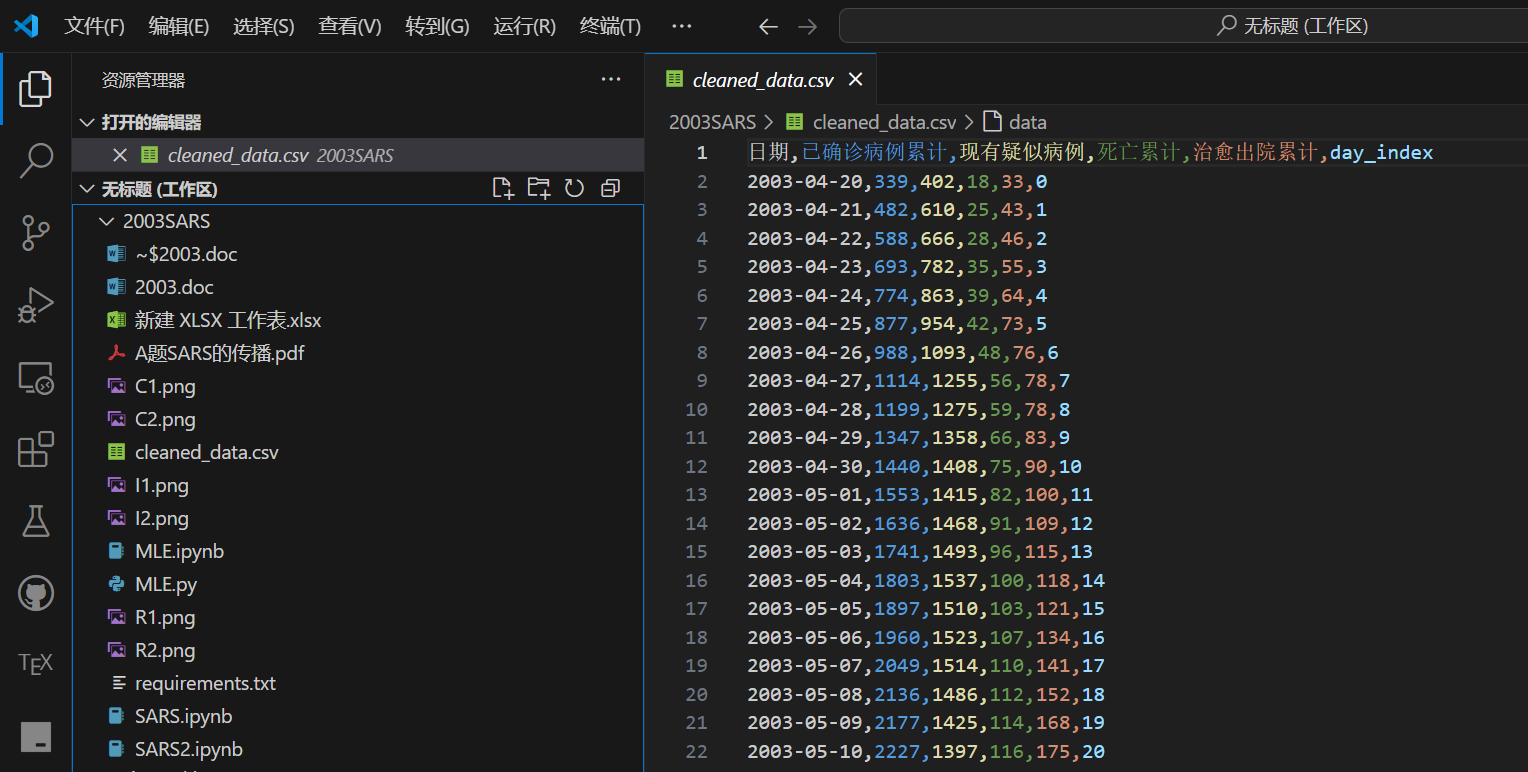 文件(F) 编辑(E) 选择(S) 查看(V) 转到(G) 运行(R) 终端(T) ··· 无标题 (工作区)
资源管理器 ···
打开的编辑器
cleaned_data.csv 2003SARS
无标题 (工作区)
2003SARS
~$2003.doc
2003.doc
新建 XLSX 工作表.xlsx
A题SARS的传播.pdf
C1.png
C2.png
cleaned_data.csv
I1.png
I2.png
MLE.ipynb
MLE.py
R1.png
R2.png
requirements.txt
SARS.ipynb
SARS2.ipynb
TEX
cleaned_data.csv
2003SARS > cleaned_data.csv > data
1 日期,已确诊病例累计,现有疑似病例,死亡累计,治愈出院累计,day_index
2 2003-04-20,339,402,18,33,0
3 2003-04-21,482,610,25,43,1
4 2003-04-22,588,666,28,46,2
5 2003-04-23,693,782,35,55,3
6 2003-04-24,774,863,39,64,4
7 2003-04-25,877,954,42,73,5
8 2003-04-26,988,1093,48,76,6
9 2003-04-27,1114,1255,56,78,7
10 2003-04-28,1199,1275,59,78,8
11 2003-04-29,1347,1358,66,83,9
12 2003-04-30,1440,1408,75,90,10
13 2003-05-01,1553,1415,82,100,11
14 2003-05-02,1636,1468,91,109,12
15 2003-05-03,1741,1493,96,115,13
16 2003-05-04,1803,1537,100,118,14
17 2003-05-05,1897,1510,103,121,15
18 2003-05-06,1960,1523,107,134,16
19 2003-05-07,2049,1514,110,141,17
20 2003-05-08,2136,1486,112,152,18
21 2003-05-09,2177,1425,114,168,19
22 2003-05-10,2227,1397,116,175,20